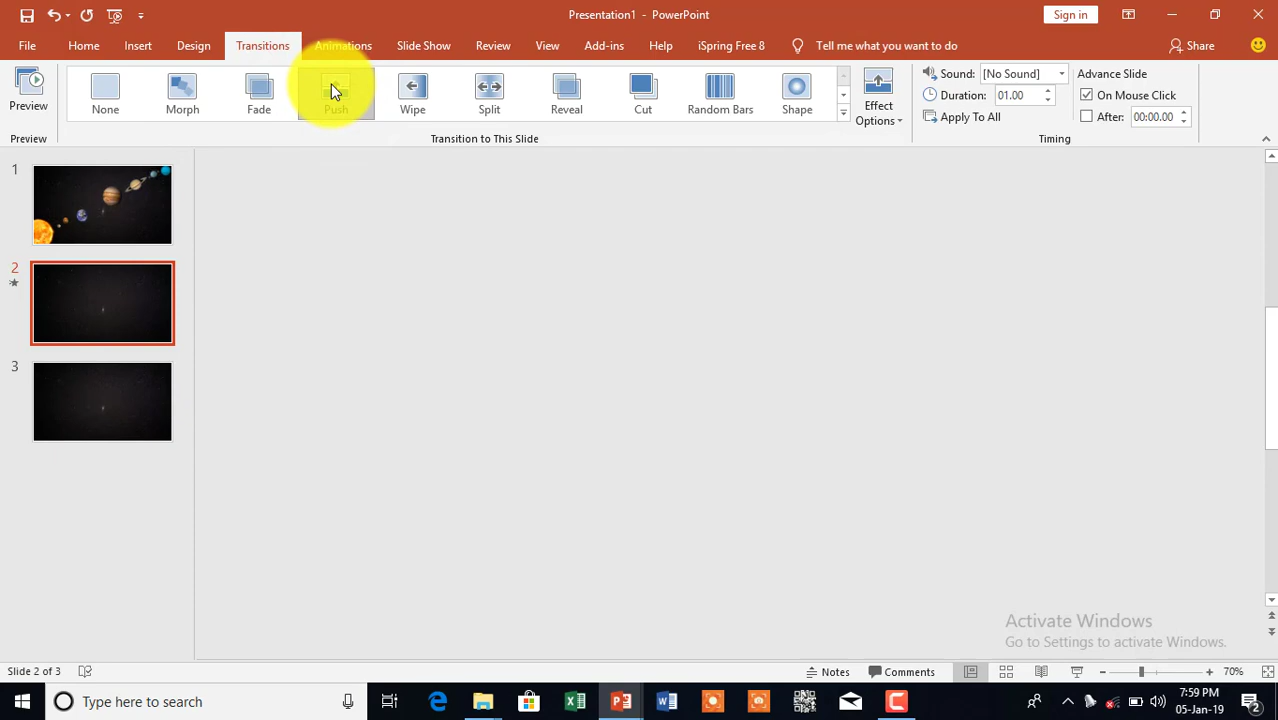 Presentation1 - PowerPoint
Sign in
File
Home
Insert
Design
Transitions
Animations
Slide Show
Review
View
Add-ins
Help
iSpring Free 8
Tell me what you want to do
Share
Preview
None
Morph
Fade
Push
Wipe
Split
Reveal
Cut
Random Bars
Shape
Effect
Options
Sound: [No Sound]
Duration: 01.00
Apply To All
Advance Slide
On Mouse Click
After: 00:00.00
Preview
Transition to This Slide
Timing
1
2
3
Activate Windows
Go to Settings to activate Windows.
Slide 2 of 3
Notes
Comments
70%
Type here to search
7:59 PM
05-Jan-19
2